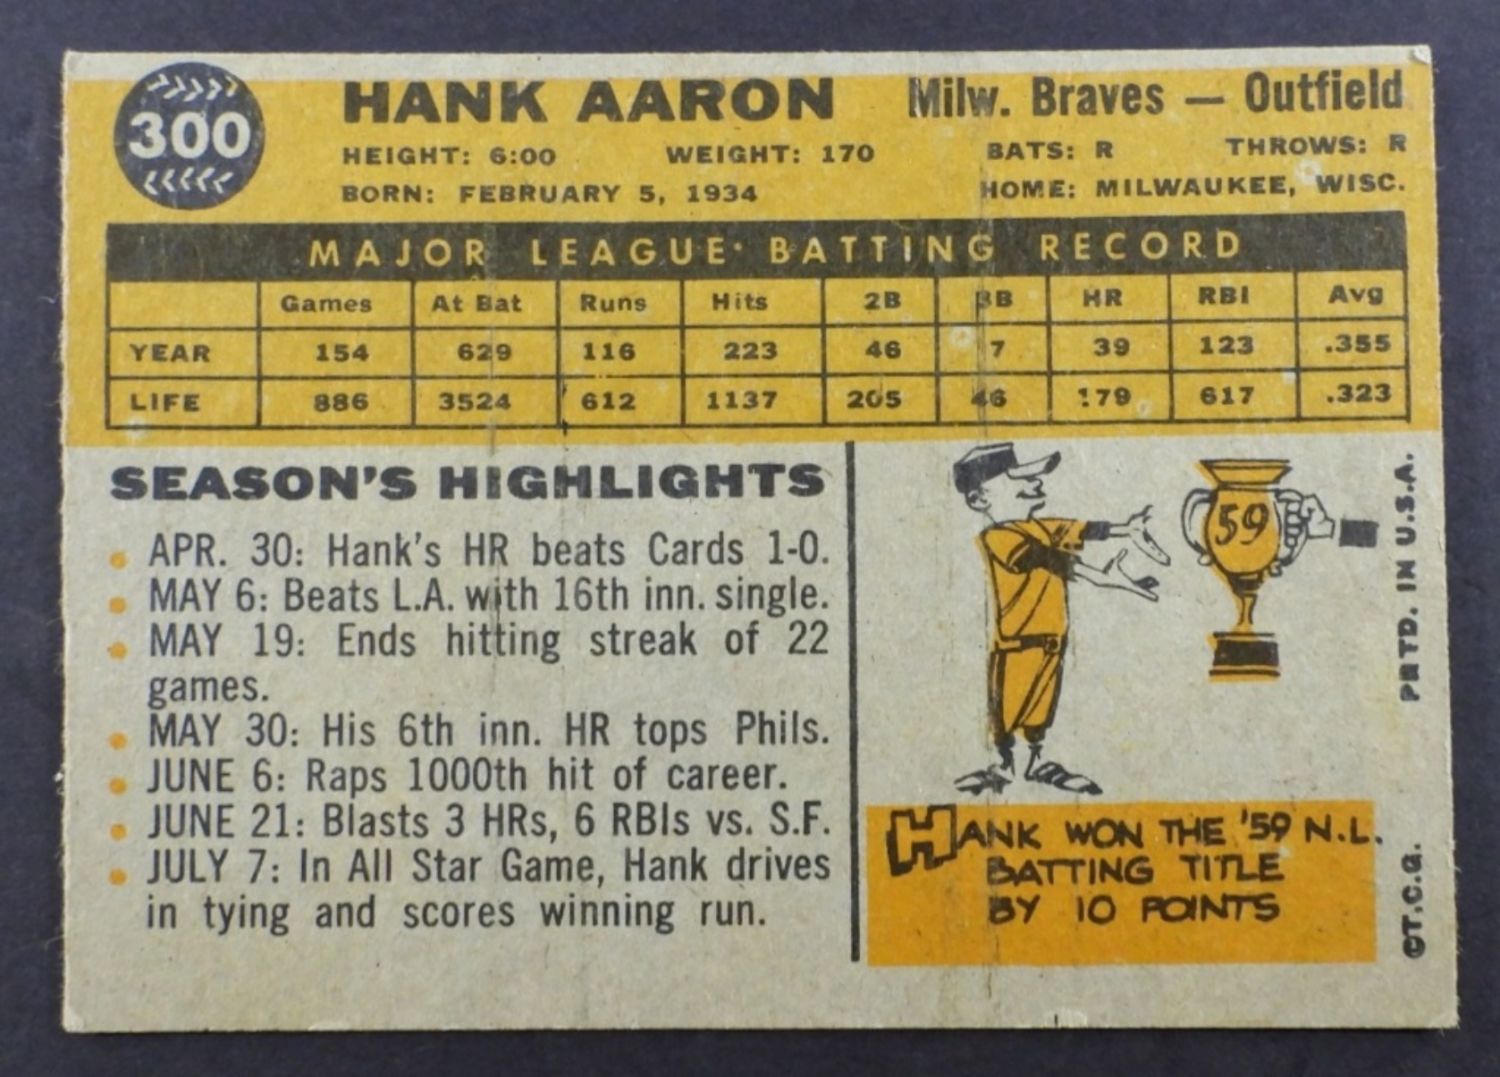 300
HANK AARON Milw. Braves — Outfield
HEIGHT: 6:00 WEIGHT: 170 BATS: R THROWS: R
BORN: FEBRUARY 5, 1934 HOME: MILWAUKEE, WISC.
MAJOR LEAGUE BATTING RECORD
Games At Bat Runs Hits 2B 3B HR RBI Avg
YEAR 154 629 116 223 46 7 39 123 .355
LIFE 886 3524 612 1137 205 46 179 617 .323
SEASON'S HIGHLIGHTS
APR. 30: Hank's HR beats Cards 1-0.
MAY 6: Beats L.A. with 16th inn. single.
MAY 19: Ends hitting streak of 22
games.
MAY 30: His 6th inn. HR tops Phils.
JUNE 6: Raps 1000th hit of career.
JUNE 21: Blasts 3 HRs, 6 RBIs vs. S.F.
JULY 7: In All Star Game, Hank drives
in tying and scores winning run.
59
HANK WON THE '59 N.L.
BATTING TITLE
BY 10 POINTS
©T.C.G. PRTD. IN U.S.A.